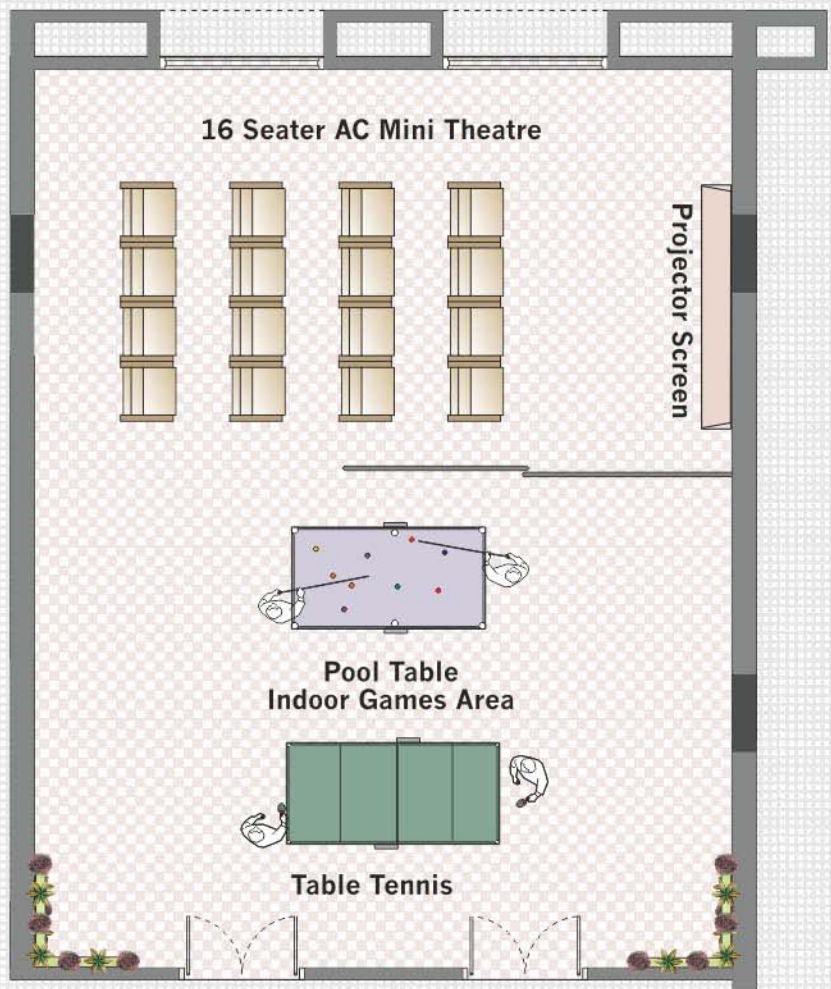 16 Seater AC Mini Theatre
Projector Screen
Pool Table
Indoor Games Area
Table Tennis